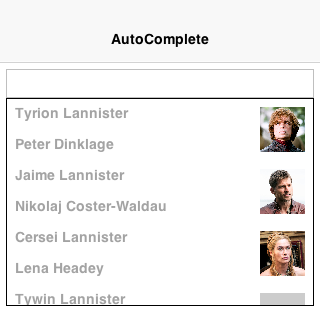 AutoComplete
Tyrion Lannister
Peter Dinklage
Jaime Lannister
Nikolaj Coster-Waldau
Cersei Lannister
Lena Headey
Tywin Lannister